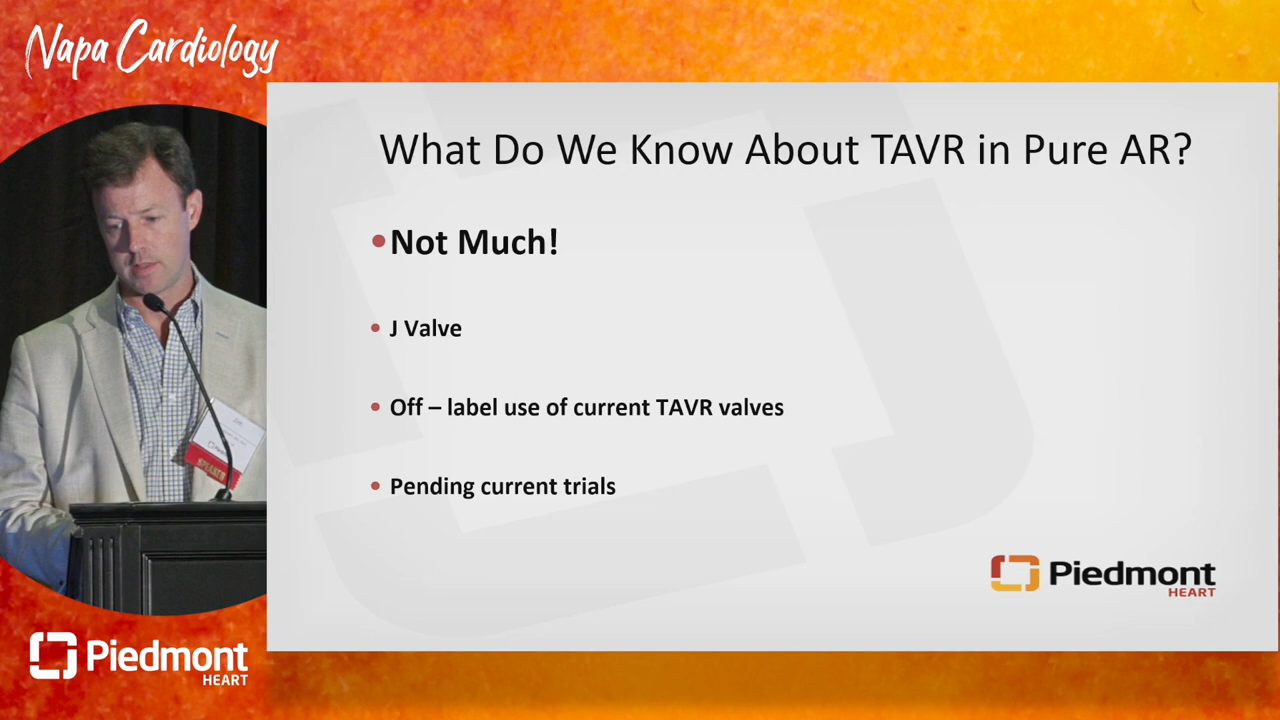 Napa Cardiology
What Do We Know About TAVR in Pure AR?
•Not Much!
• J Valve
• Off – label use of current TAVR valves
• Pending current trials
Piedmont
HEART
SPEAKER
Piedmont
HEART